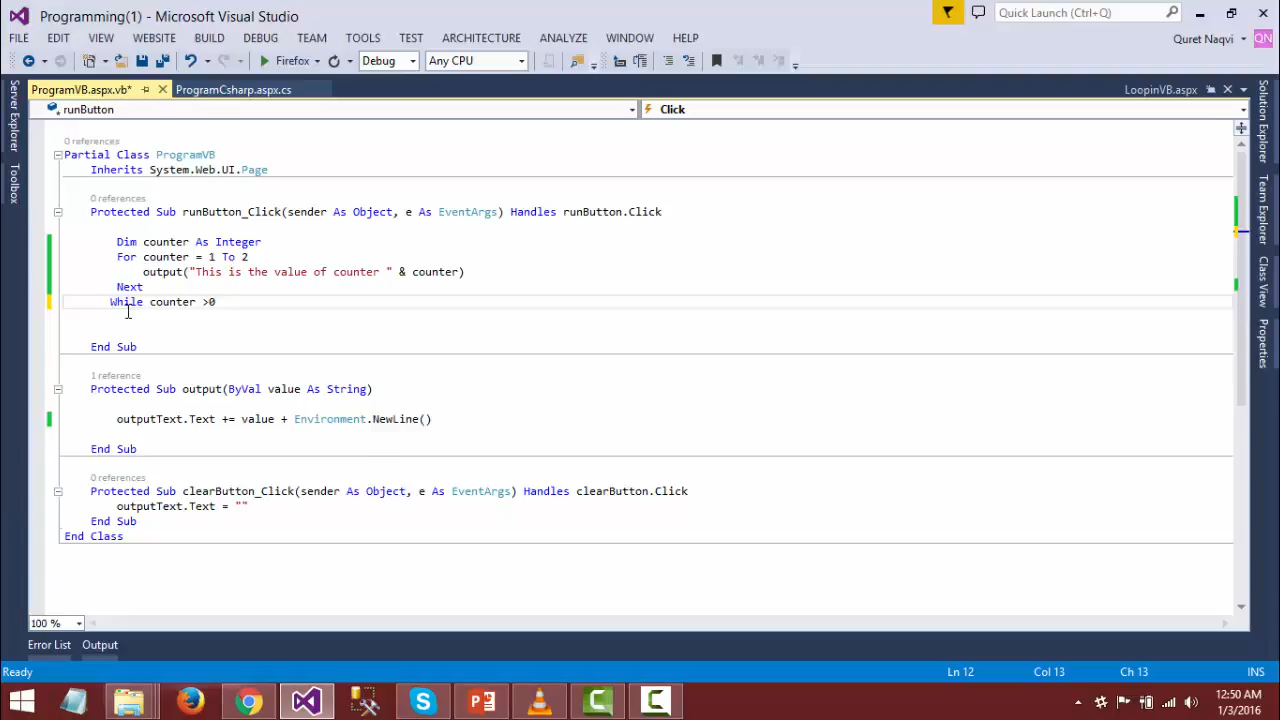 Programming(1) - Microsoft Visual Studio
Quick Launch (Ctrl+Q)
FILE EDIT VIEW WEBSITE BUILD DEBUG TEAM TOOLS TEST ARCHITECTURE ANALYZE WINDOW HELP
Quret Naqvi QN
Firefox Debug Any CPU
ProgramVB.aspx.vb* ProgramCsharp.aspx.cs LoopinVB.aspx
runButton Click
Server Explorer
Toolbox
Solution Explorer
Team Explorer
Class View
Properties
0 references
Partial Class ProgramVB
Inherits System.Web.UI.Page
0 references
Protected Sub runButton_Click(sender As Object, e As EventArgs) Handles runButton.Click
Dim counter As Integer
For counter = 1 To 2
output("This is the value of counter " & counter)
Next
While counter >0
End Sub
1 reference
Protected Sub output(ByVal value As String)
outputText.Text += value + Environment.NewLine()
End Sub
0 references
Protected Sub clearButton_Click(sender As Object, e As EventArgs) Handles clearButton.Click
outputText.Text = ""
End Sub
End Class
100 %
Error List Output
Ready Ln 12 Col 13 Ch 13 INS
12:50 AM
1/3/2016